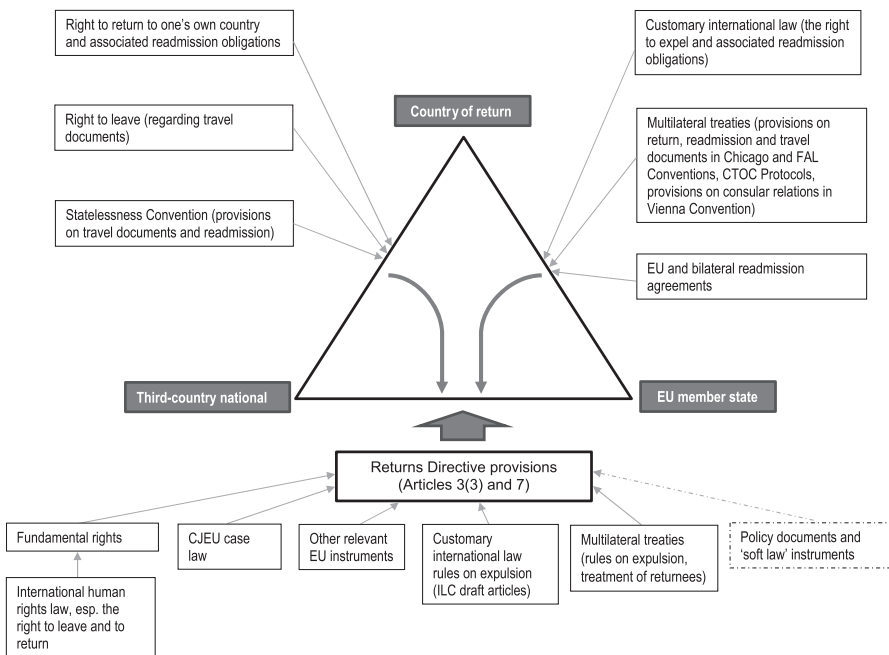 Right to return to one’s own country
and associated readmission obligations
Customary international law (the right
to expel and associated readmission
obligations)
Country of return
Right to leave (regarding travel
documents)
Multilateral treaties (provisions on
return, readmission and travel
documents in Chicago and FAL
Conventions, CTOC Protocols,
provisions on consular relations in
Vienna Convention)
Statelessness Convention (provisions
on travel documents and readmission)
EU and bilateral readmission
agreements
Third-country national
EU member state
Returns Directive provisions
(Articles 3(3) and 7)
Fundamental rights
CJEU case
law
Other relevant
EU instruments
Customary
international law
rules on expulsion
(ILC draft articles)
Multilateral treaties
(rules on expulsion,
treatment of returnees)
Policy documents and
‘soft law’ instruments
International human
rights law, esp. the
right to leave and to
return